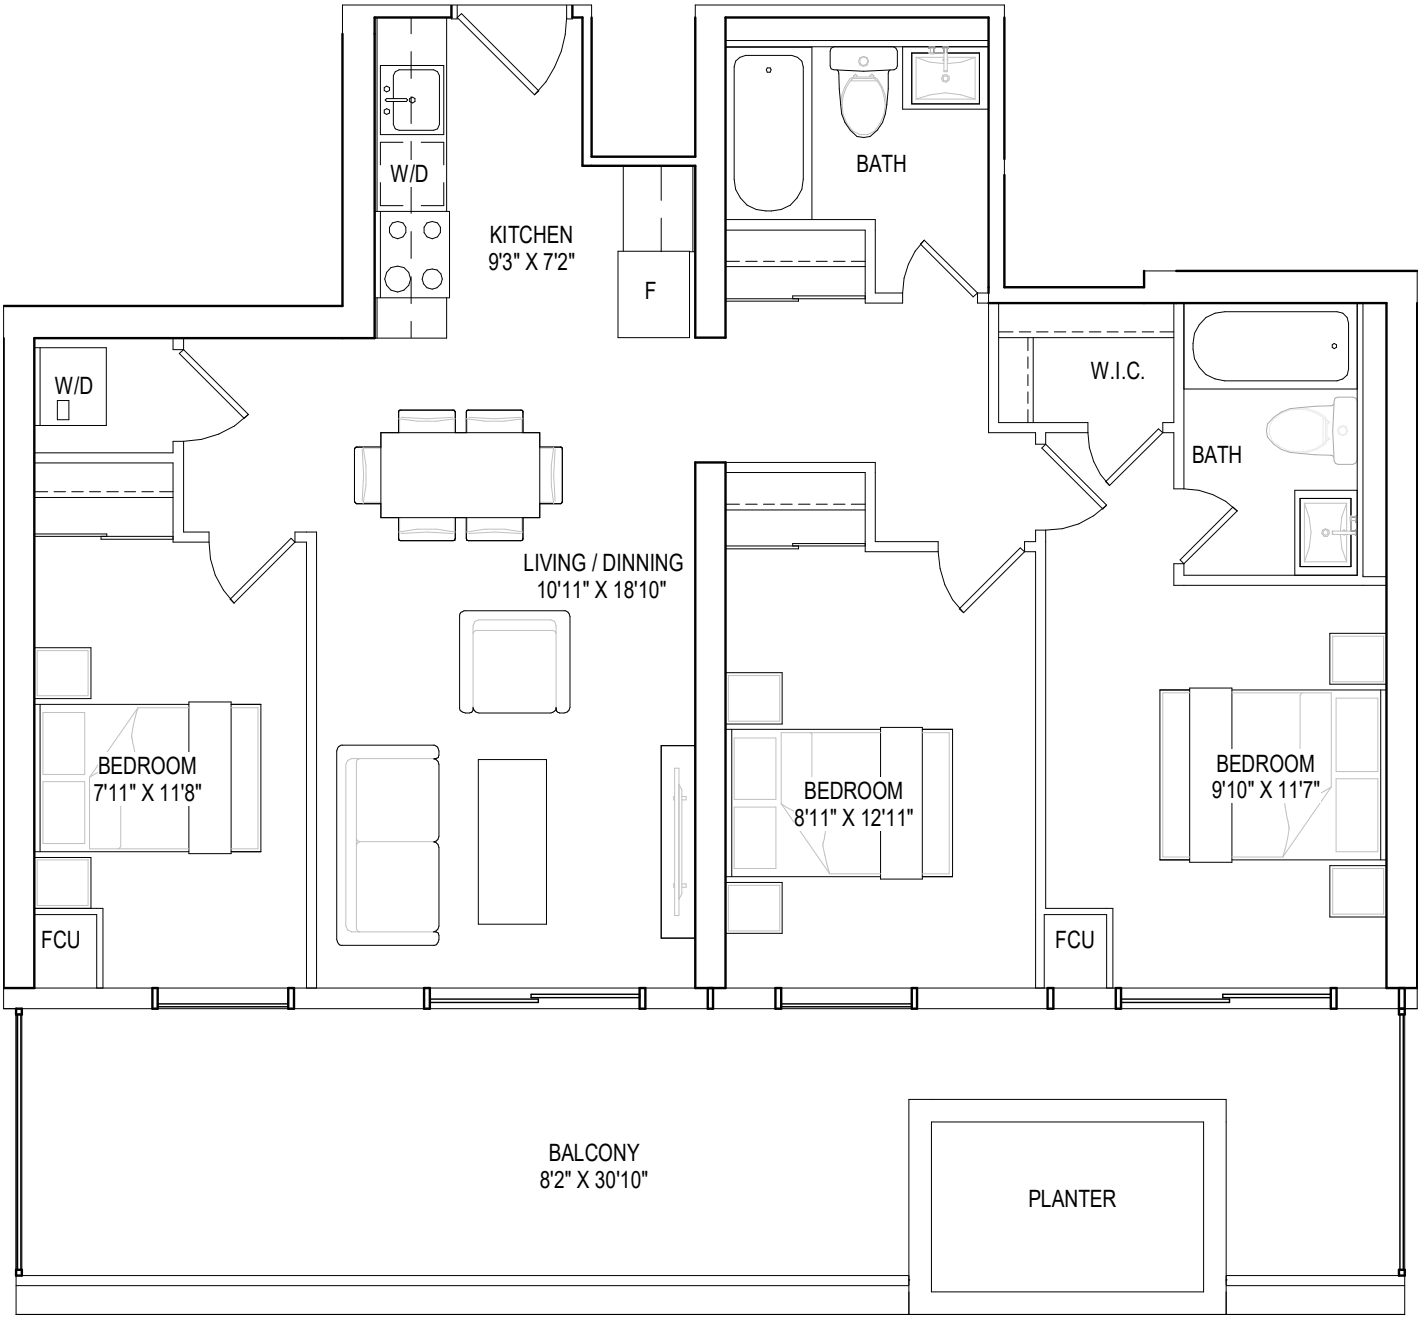 BATH
W/D
KITCHEN
9'3" X 7'2"
F
W/D
W.I.C.
BATH
LIVING / DINNING
10'11" X 18'10"
BEDROOM
7'11" X 11'8"
BEDROOM
8'11" X 12'11"
BEDROOM
9'10" X 11'7"
FCU
FCU
BALCONY
8'2" X 30'10"
PLANTER